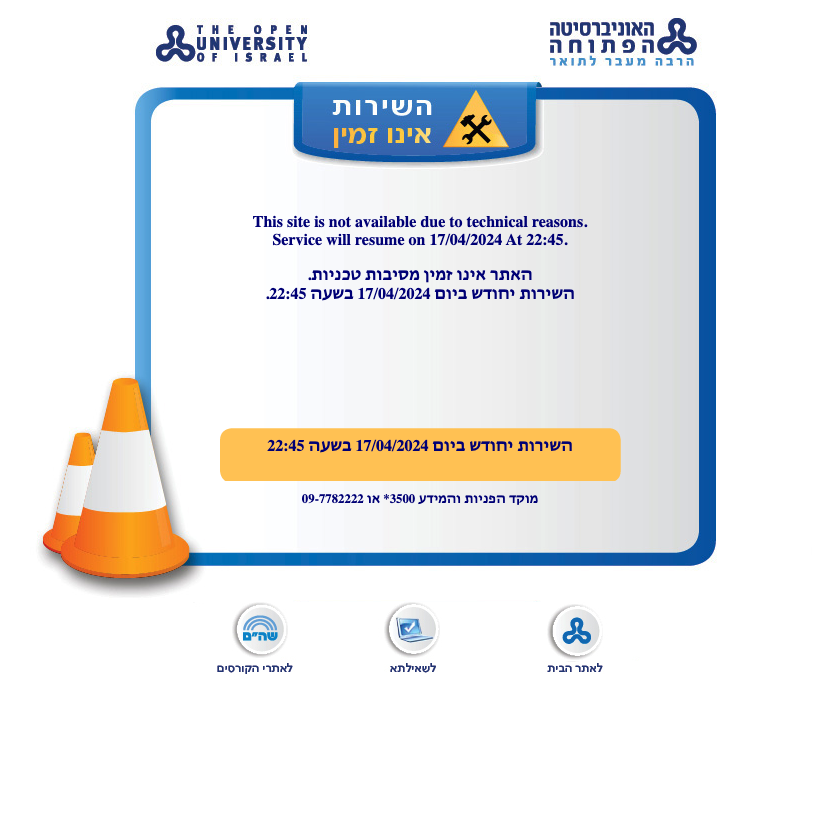 THE OPEN
UNIVERSITY
OF ISRAEL
האוניברסיטה
הפתוחה
הרבה מעבר לתואר
השירות
אינו זמין
This site is not available due to technical reasons.
Service will resume on 17/04/2024 At 22:45.
האתר אינו זמין מסיבות טכניות.
השירות יחודש ביום 17/04/2024 בשעה 22:45.
השירות יחודש ביום 17/04/2024 בשעה 22:45
מוקד הפניות והמידע 3500* או 09-7782222
שה״ם
לאתר הבית
לשאילתא
לאתרי הקורסים